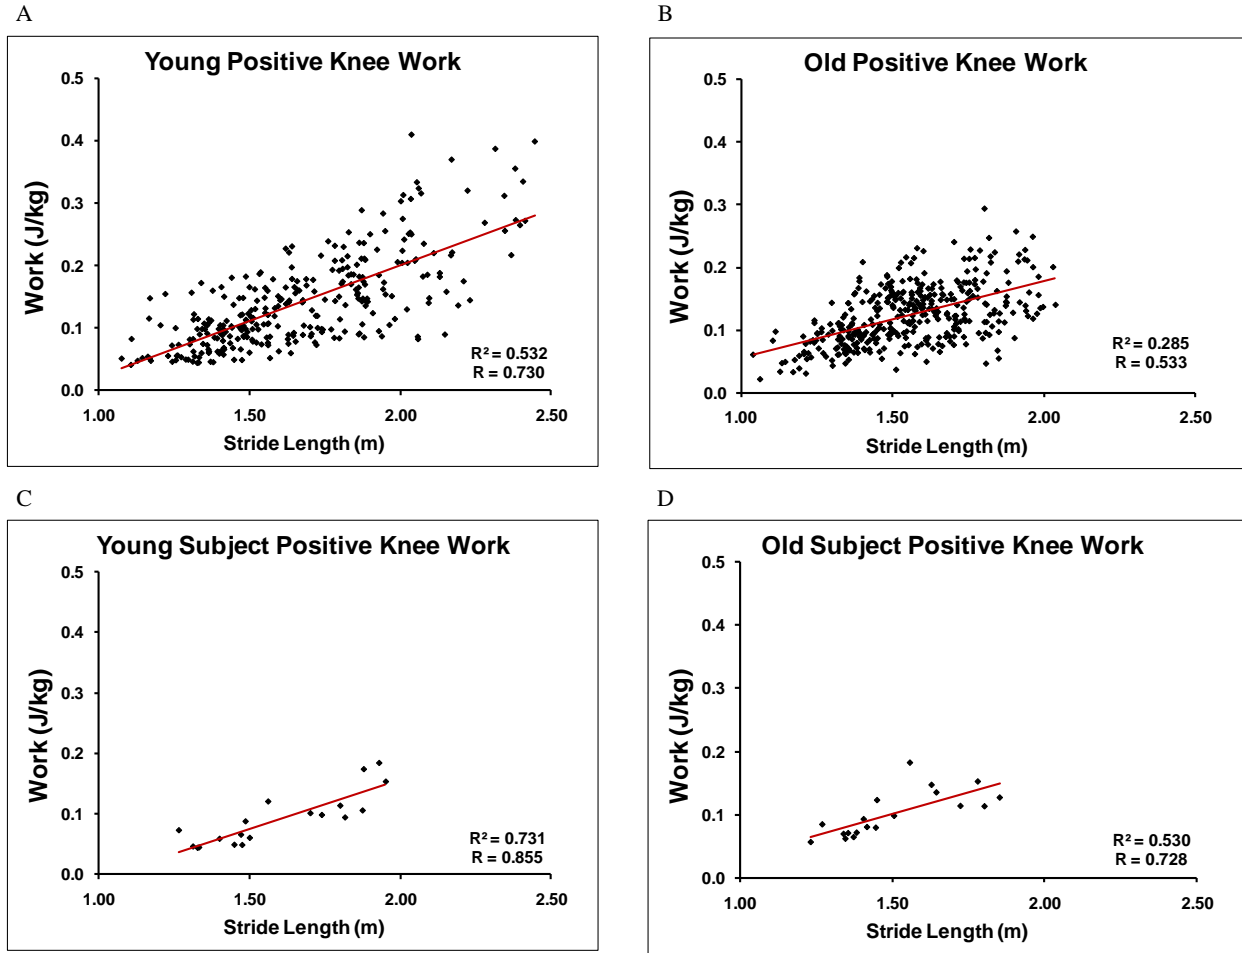 A
Young Positive Knee Work
0.5
0.4
0.3
0.2
0.1
0.0
Work (J/kg)
R² = 0.532
R = 0.730
1.00 1.50 2.00 2.50
Stride Length (m)
B
Old Positive Knee Work
0.5
0.4
0.3
0.2
0.1
0.0
Work (J/kg)
R² = 0.285
R = 0.533
1.00 1.50 2.00 2.50
Stride Length (m)
C
Young Subject Positive Knee Work
0.5
0.4
0.3
0.2
0.1
0.0
Work (J/kg)
R² = 0.731
R = 0.855
1.00 1.50 2.00 2.50
Stride Length (m)
D
Old Subject Positive Knee Work
0.5
0.4
0.3
0.2
0.1
0.0
Work (J/kg)
R² = 0.530
R = 0.728
1.00 1.50 2.00 2.50
Stride Length (m)